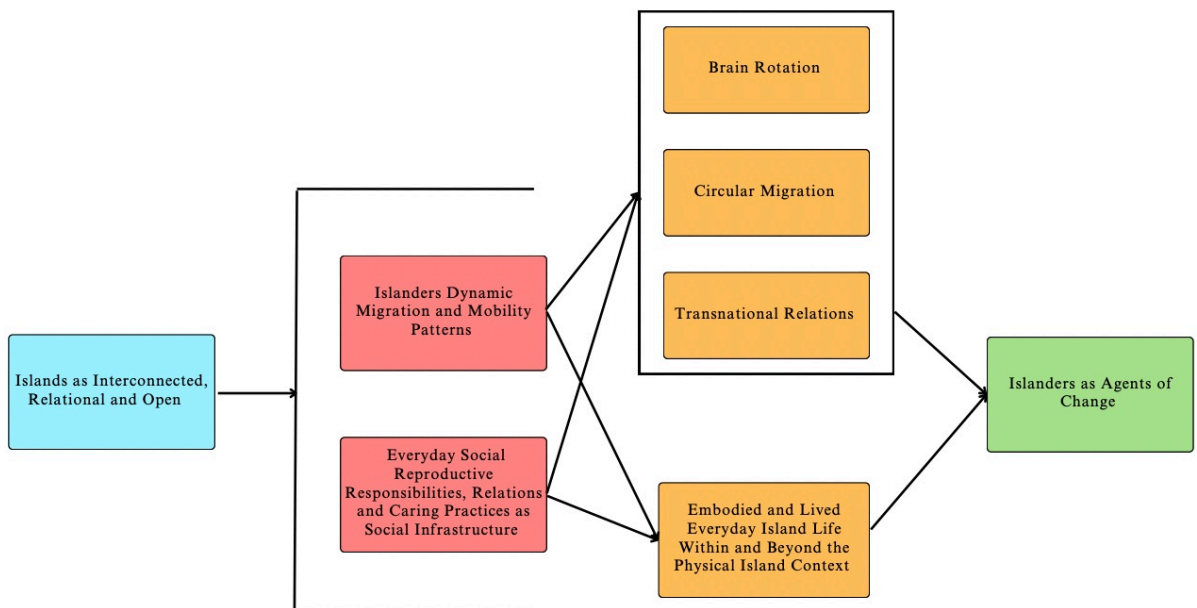 Islands as Interconnected,
Relational and Open
Islanders Dynamic
Migration and Mobility
Patterns
Everyday Social
Reproductive
Responsibilities, Relations
and Caring Practices as
Social Infrastructure
Brain Rotation
Circular Migration
Transnational Relations
Embodied and Lived
Everyday Island Life
Within and Beyond the
Physical Island Context
Islanders as Agents of
Change